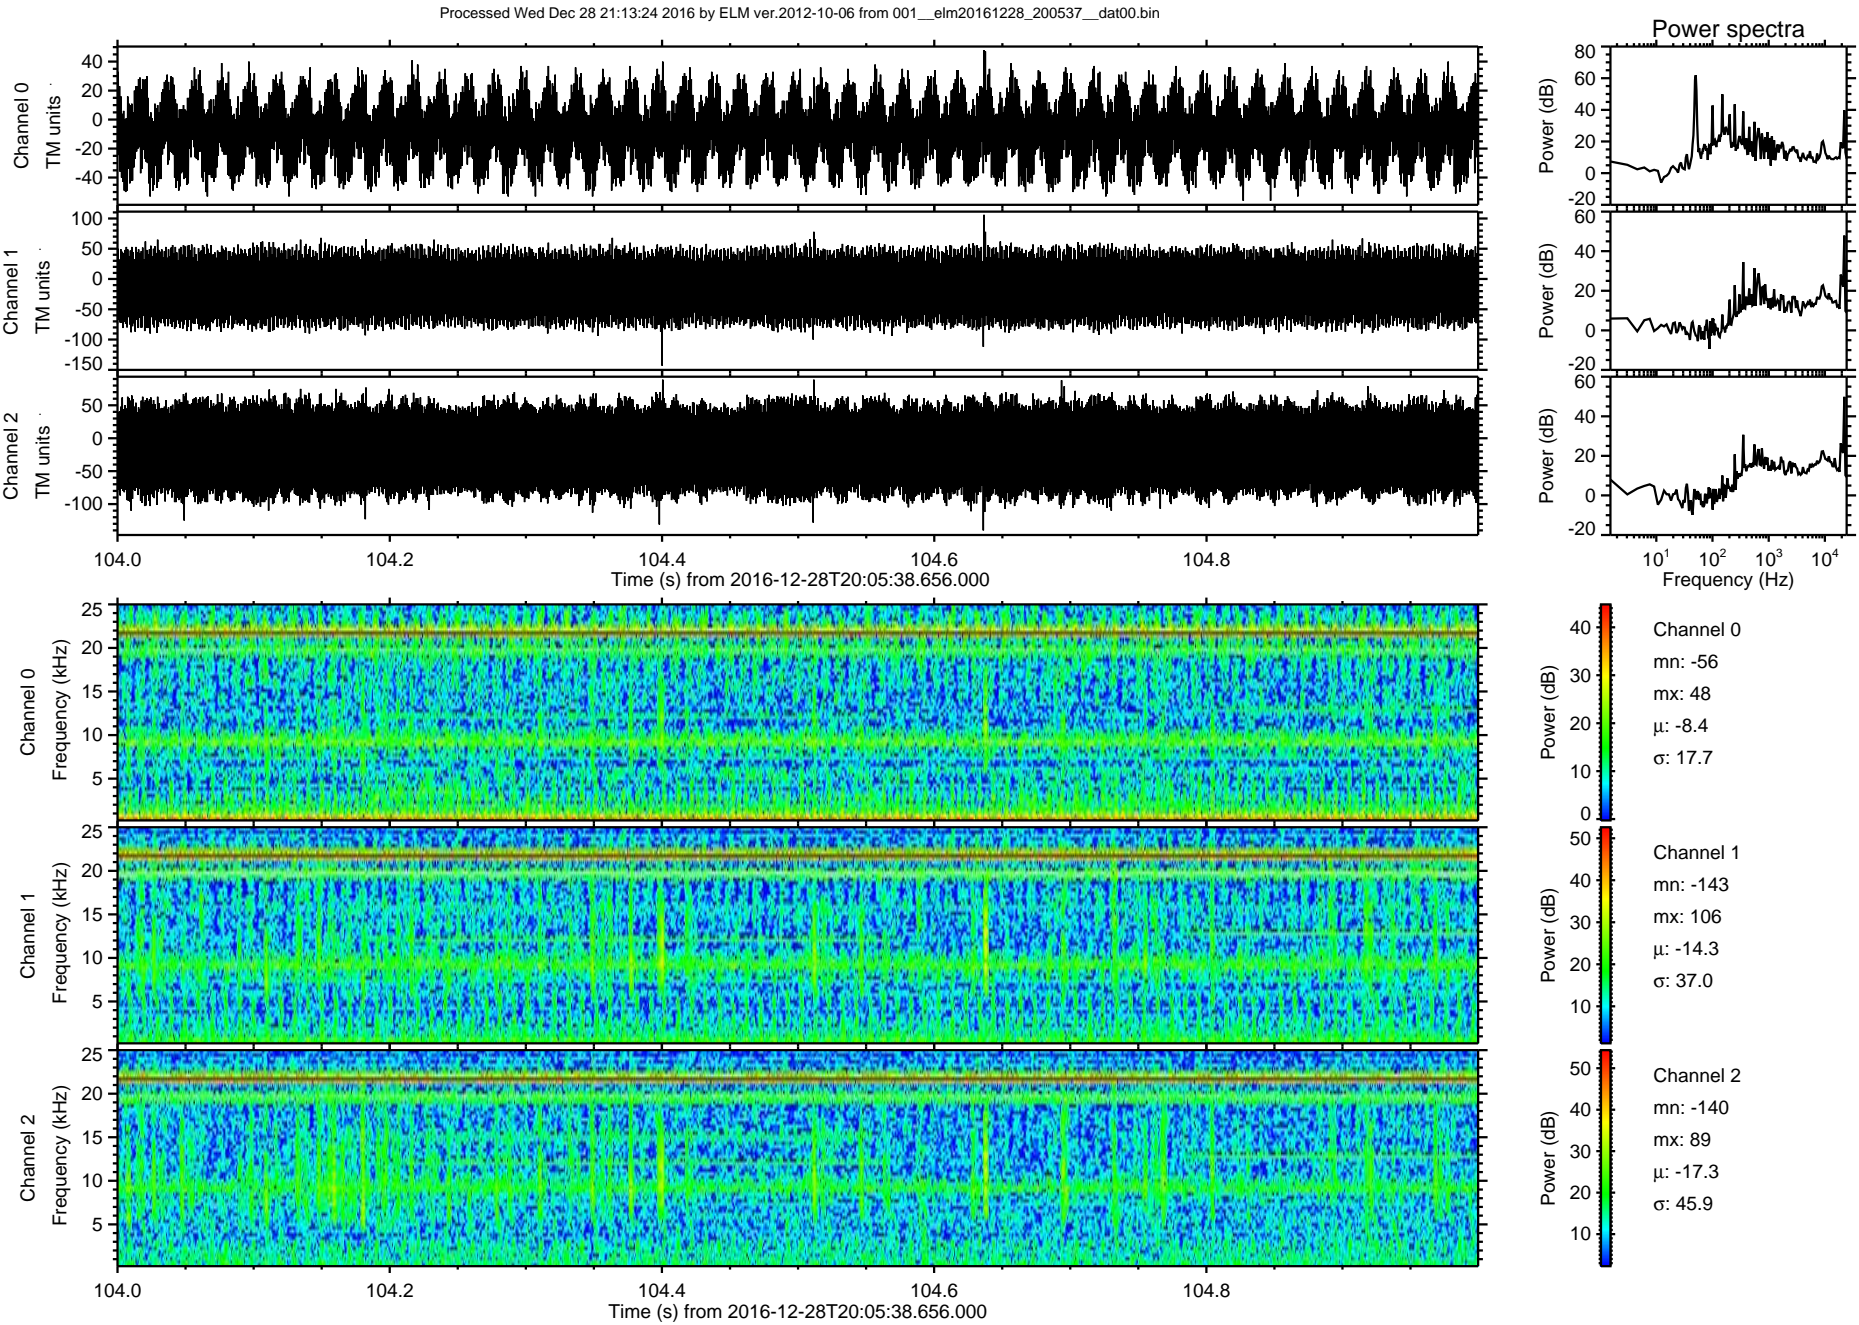 Processed Wed Dec 28 21:13:24 2016 by ELM ver.2012-10-06 from 001__elm20161228_200537__dat00.bin
Power spectra
Channel 0
TM units
40
20
0
-20
-40
Power (dB)
80
60
40
20
0
-20
Channel 1
TM units
100
50
0
-50
-100
-150
Power (dB)
60
40
20
0
-20
Channel 2
TM units
50
0
-50
-100
Power (dB)
60
40
20
0
-20
104.0 104.2 104.4 104.6 104.8
Time (s) from 2016-12-28T20:05:38.656.000
10¹ 10² 10³ 10⁴
Frequency (Hz)
Channel 0
Frequency (kHz)
25
20
15
10
5
Power (dB)
40
30
20
10
0
Channel 0
mn: -56
mx: 48
μ: -8.4
σ: 17.7
Channel 1
Frequency (kHz)
25
20
15
10
5
Power (dB)
50
40
30
20
10
Channel 1
mn: -143
mx: 106
μ: -14.3
σ: 37.0
Channel 2
Frequency (kHz)
25
20
15
10
5
Power (dB)
50
40
30
20
10
Channel 2
mn: -140
mx: 89
μ: -17.3
σ: 45.9
104.0 104.2 104.4 104.6 104.8
Time (s) from 2016-12-28T20:05:38.656.000